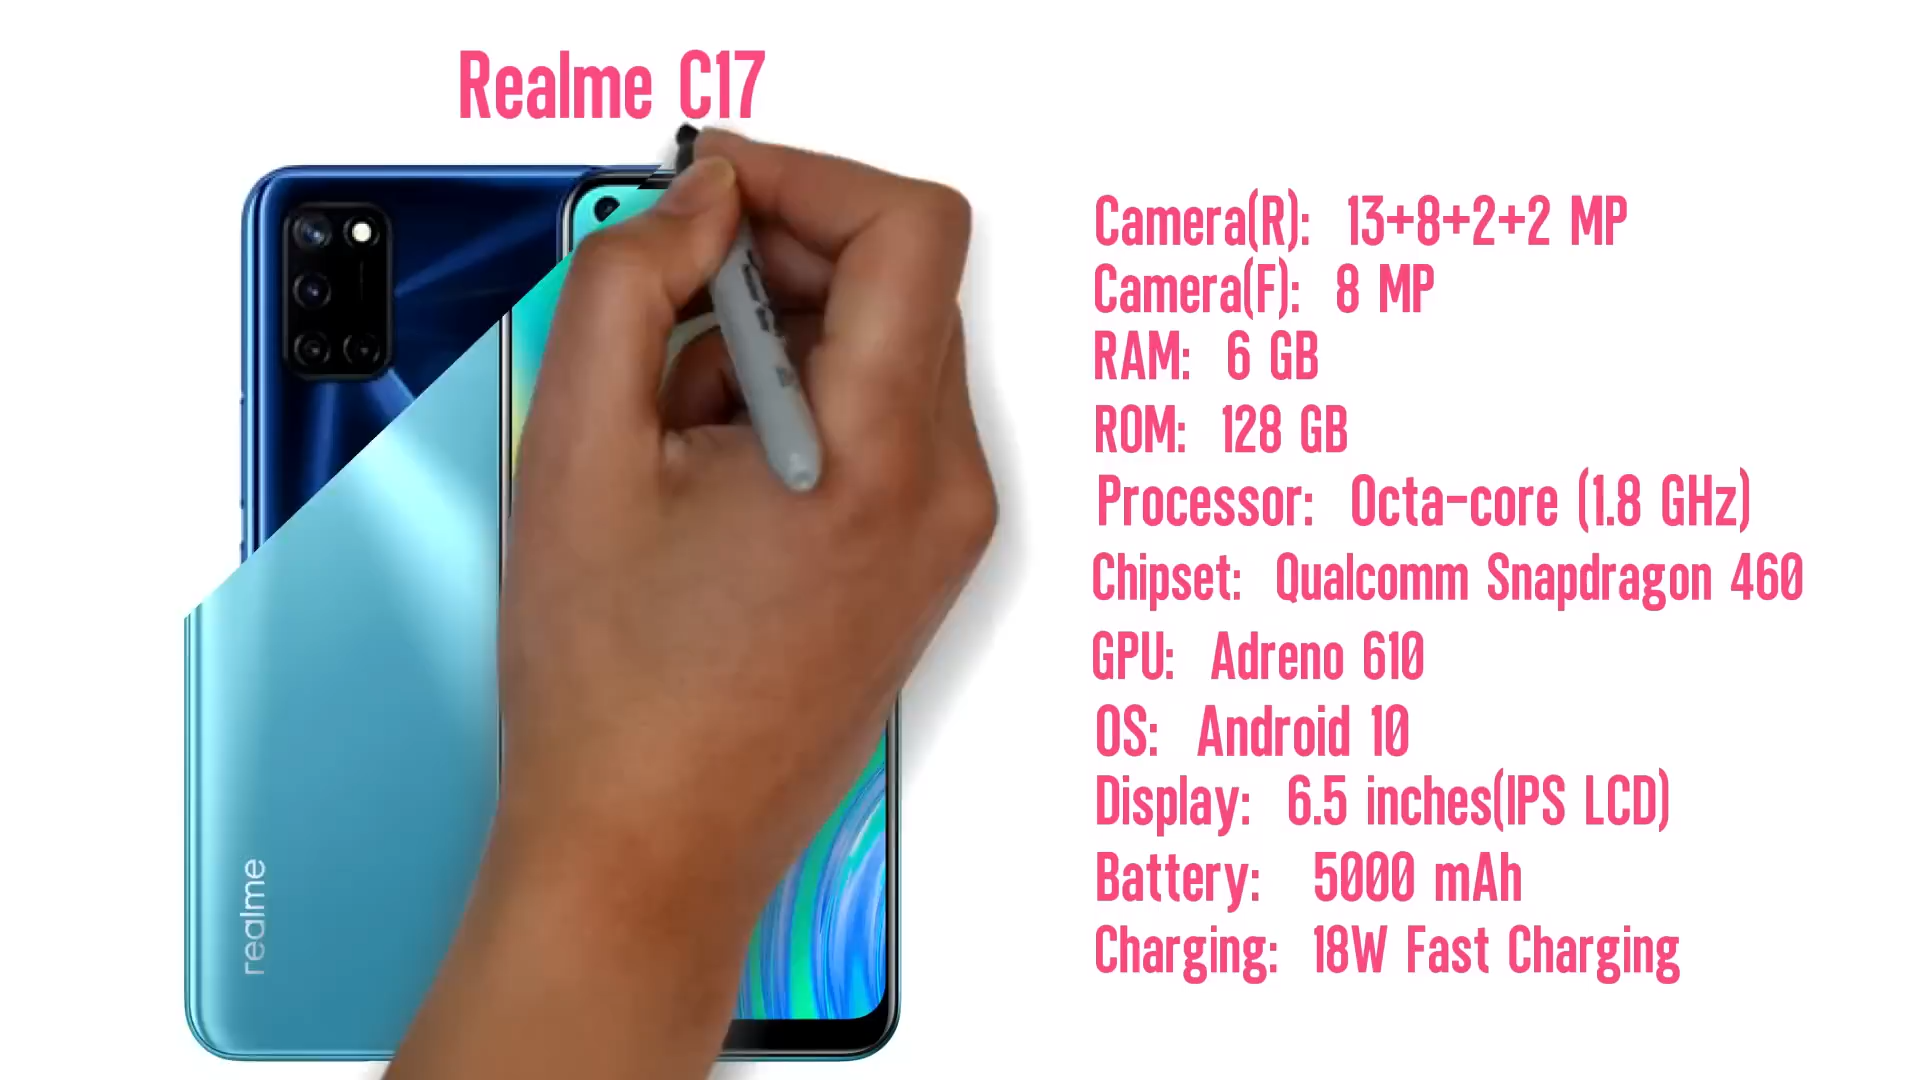 Realme C17
Camera(R): 13+8+2+2 MP
Camera(F): 8 MP
RAM: 6 GB
ROM: 128 GB
Processor: Octa-core (1.8 GHz)
Chipset: Qualcomm Snapdragon 460
GPU: Adreno 610
OS: Android 10
Display: 6.5 inches(IPS LCD)
Battery: 5000 mAh
Charging: 18W Fast Charging
realme